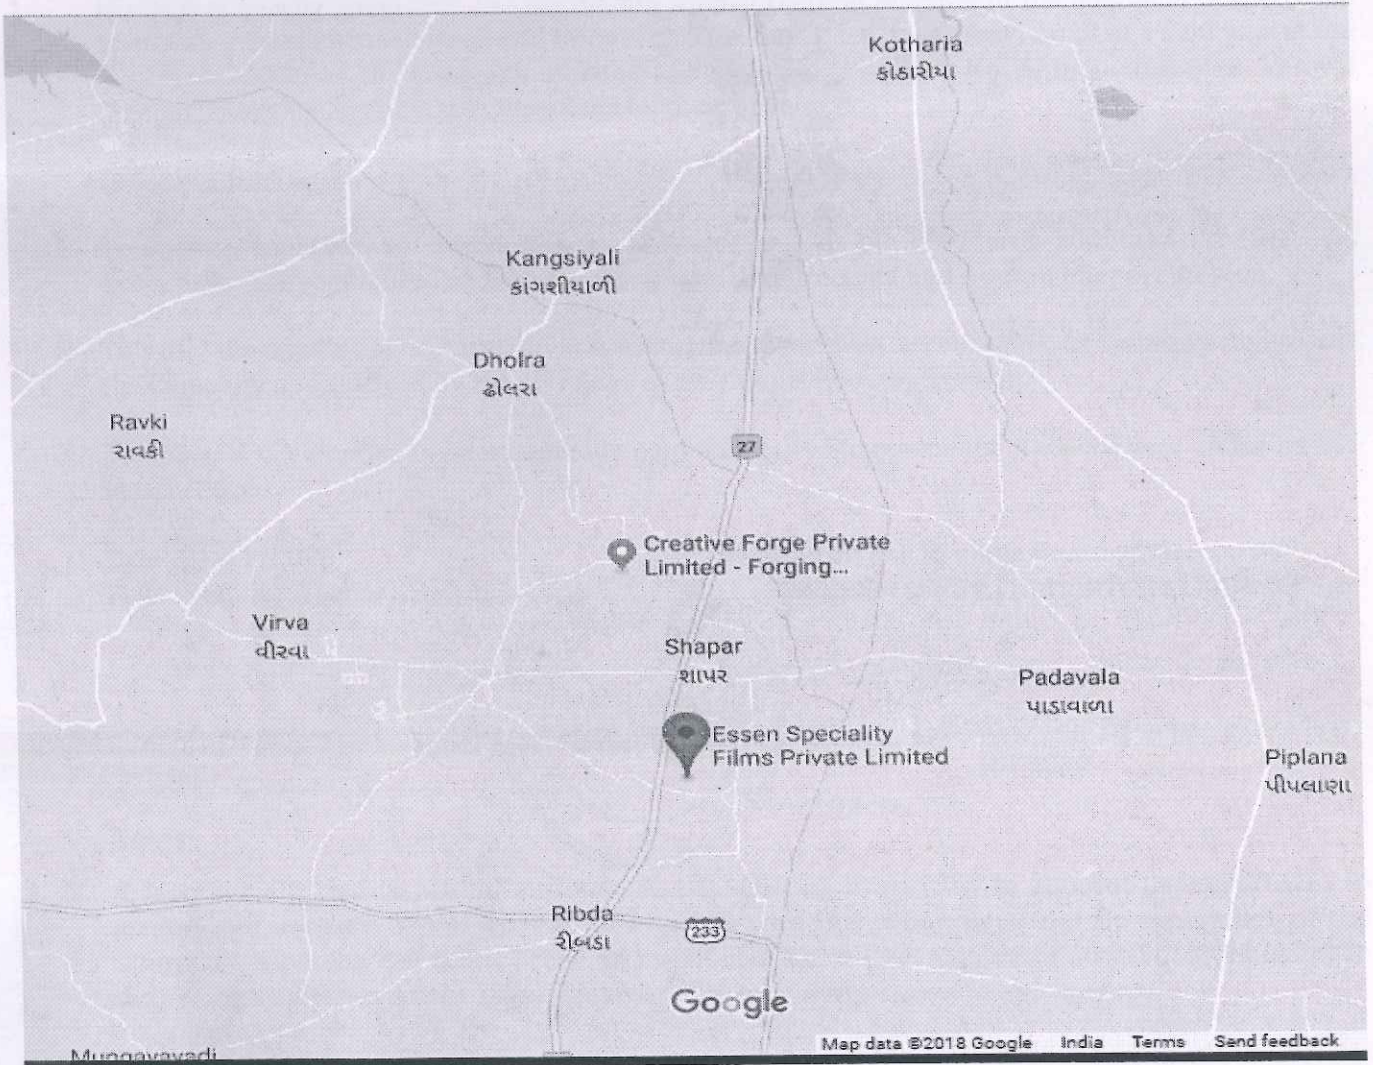 Kotharia
કોઠારીયા
Kangsiyali
કાંગશીયાળી
Dholra
ઢોલરા
Ravki
રાવકી
27
Creative Forge Private
Limited - Forging...
Virva
વીરવા
Shapar
શાપર
Padavala
પાડાવાળા
Essen Speciality
Films Private Limited
Piplana
પીપલાણા
Ribda
રીબડા
233
Google
Mungavavadi
Map data ©2018 Google India Terms Send feedback